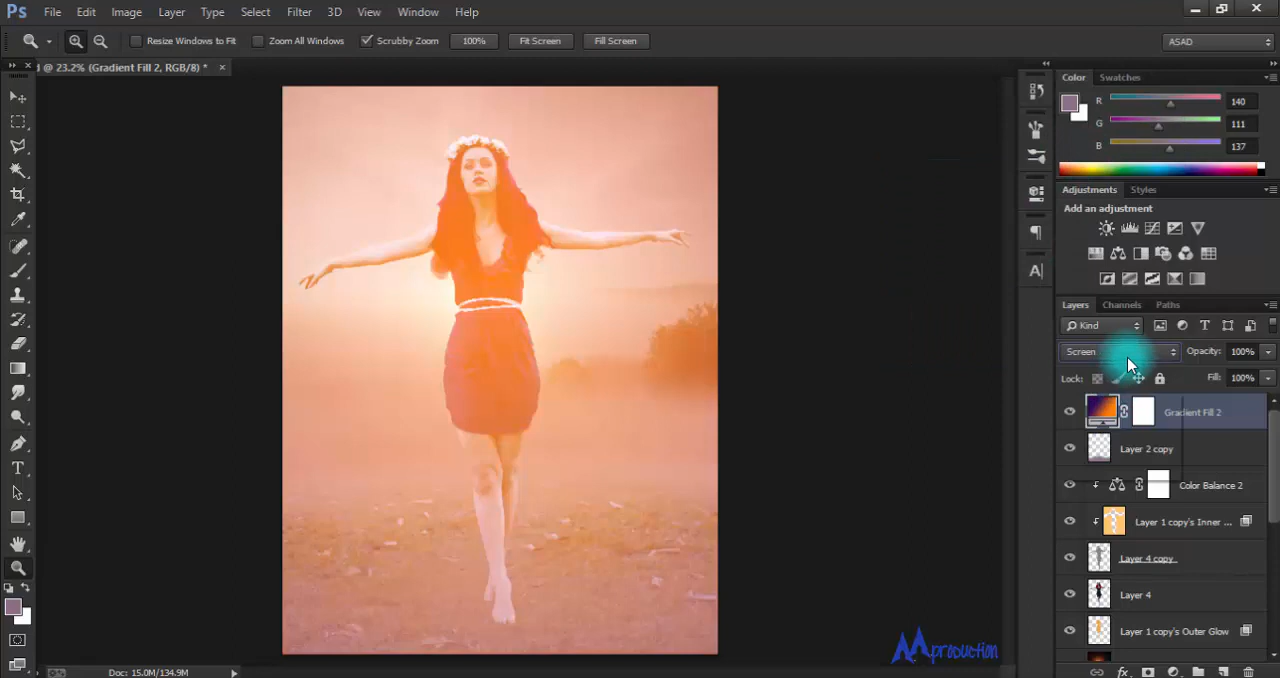 Ps File Edit Image Layer Type Select Filter 3D View Window Help
Resize Windows to Fit Zoom All Windows Scrubby Zoom 100% Fit Screen Fill Screen ASAD
@ 23.2% (Gradient Fill 2, RGB/8) * ×
Color Swatches
R 140
G 111
B 137
Adjustments Styles
Add an adjustment
Layers Channels Paths
Kind
Screen Opacity: 100%
Lock: Fill: 100%
Gradient Fill 2
Layer 2 copy
Color Balance 2
Layer 1 copy's Inner ...
Layer 4 copy
Layer 4
Layer 1 copy's Outer Glow
production
Doc: 15.0M/134.9M